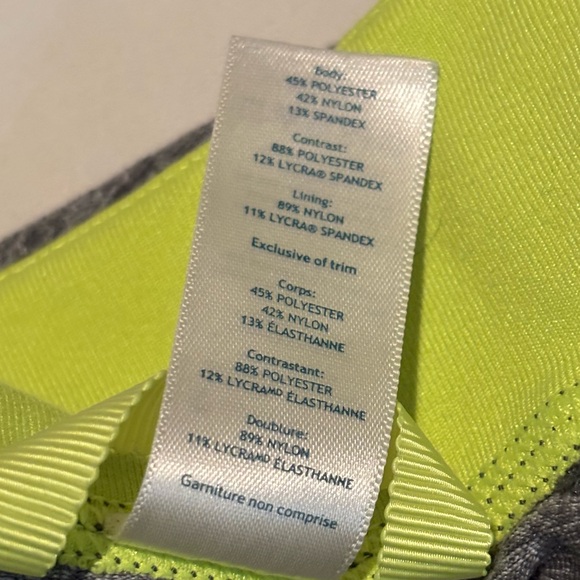 Body:
45% POLYESTER
42% NYLON
13% SPANDEX
Contrast:
88% POLYESTER
12% LYCRA® SPANDEX
Lining:
89% NYLON
11% LYCRA® SPANDEX
Exclusive of trim
Corps:
45% POLYESTER
42% NYLON
13% ÉLASTHANNE
Contrastant:
88% POLYESTER
12% LYCRAᴹᴰ ÉLASTHANNE
Doublure:
89% NYLON
11% LYCRAᴹᴰ ÉLASTHANNE
Garniture non comprise